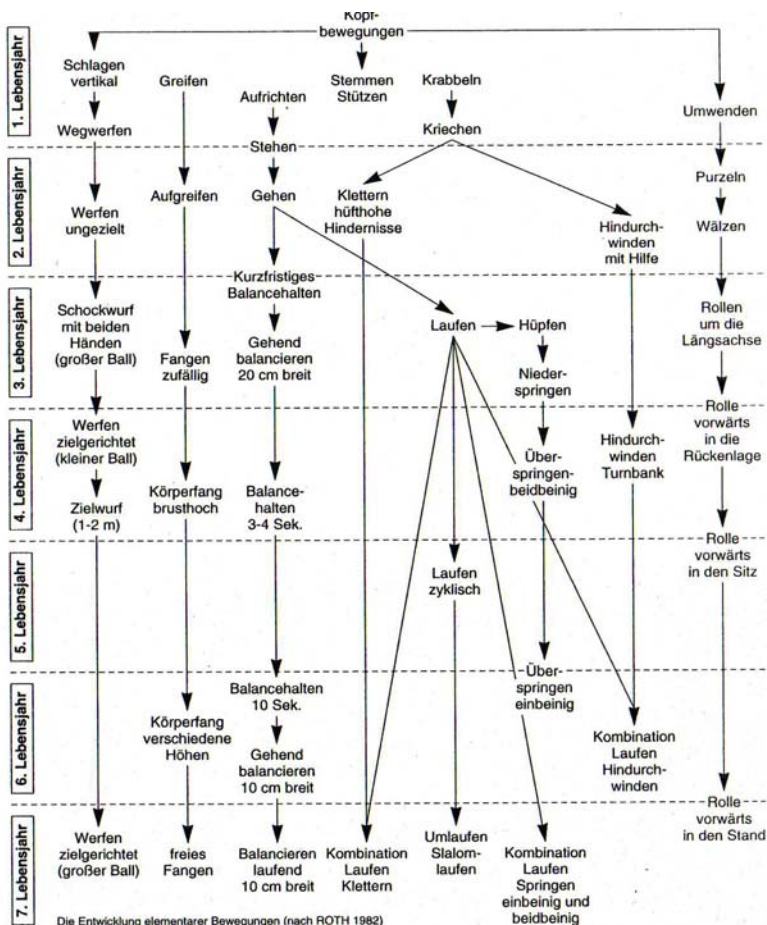 Kopf-
bewegungen
1. Lebensjahr
Schlagen
vertikal
Greifen
Stemmen
Stützen
Krabbeln
Aufrichten
Umwenden
Wegwerfen
Kriechen
Stehen
2. Lebensjahr
Purzeln
Werfen
ungezielt
Aufgreifen
Gehen
Klettern
hüfthohe
Hindernisse
Hindurch-
winden
mit Hilfe
Wälzen
Kurzfristiges
Balancehalten
3. Lebensjahr
Schockwurf
mit beiden
Händen
(großer Ball)
Fangen
zufällig
Gehend
balancieren
20 cm breit
Laufen
Hüpfen
Nieder-
springen
Rollen
um die
Längsachse
4. Lebensjahr
Werfen
zielgerichtet
(kleiner Ball)
Über-
springen-
beidbeinig
Hindurch-
winden
Turnbank
Rolle
vorwärts
in die
Rückenlage
Zielwurf
(1-2 m)
Körperfang
brusthoch
Balance-
halten
3-4 Sek.
5. Lebensjahr
Laufen
zyklisch
Rolle
vorwärts
in den Sitz
6. Lebensjahr
Balancehalten
10 Sek.
Über-
springen
einbeinig
Körperfang
verschiedene
Höhen
Gehend
balancieren
10 cm breit
Kombination
Laufen
Hindurch-
winden
7. Lebensjahr
Rolle
vorwärts
in den Stand
Werfen
zielgerichtet
(großer Ball)
freies
Fangen
Balancieren
laufend
10 cm breit
Kombination
Laufen
Klettern
Umlaufen
Slalom-
laufen
Kombination
Laufen
Springen
einbeinig und
beidbeinig
Die Entwicklung elementarer Bewegungen (nach ROTH 1982)